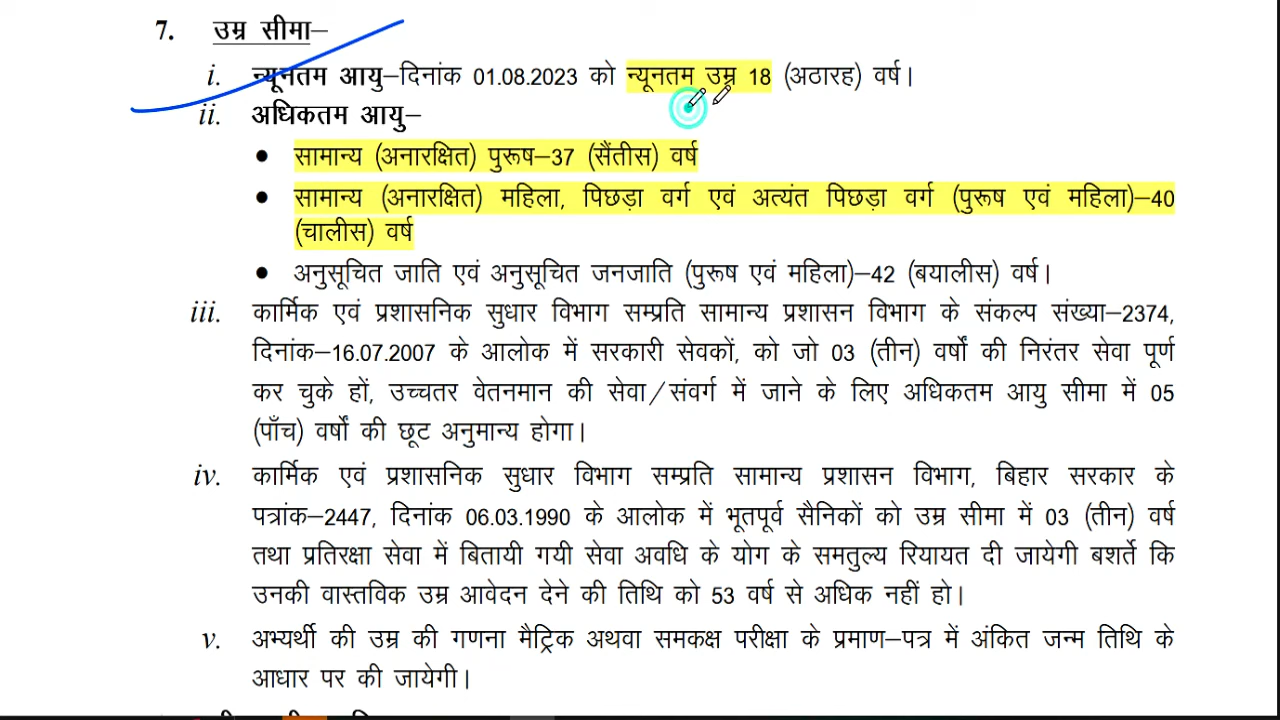 7. उम्र सीमा–
i. न्यूनतम आयु–दिनांक 01.08.2023 को न्यूनतम उम्र 18 (अठारह) वर्ष।
ii. अधिकतम आयु–
● सामान्य (अनारक्षित) पुरूष–37 (सैंतीस) वर्ष
● सामान्य (अनारक्षित) महिला, पिछड़ा वर्ग एवं अत्यंत पिछड़ा वर्ग (पुरूष एवं महिला)–40
(चालीस) वर्ष
● अनुसूचित जाति एवं अनुसूचित जनजाति (पुरूष एवं महिला)–42 (बयालीस) वर्ष।
iii. कार्मिक एवं प्रशासनिक सुधार विभाग सम्प्रति सामान्य प्रशासन विभाग के संकल्प संख्या–2374,
दिनांक–16.07.2007 के आलोक में सरकारी सेवकों, को जो 03 (तीन) वर्षों की निरंतर सेवा पूर्ण
कर चुके हों, उच्चतर वेतनमान की सेवा/संवर्ग में जाने के लिए अधिकतम आयु सीमा में 05
(पाँच) वर्षों की छूट अनुमान्य होगा।
iv. कार्मिक एवं प्रशासनिक सुधार विभाग सम्प्रति सामान्य प्रशासन विभाग, बिहार सरकार के
पत्रांक–2447, दिनांक 06.03.1990 के आलोक में भूतपूर्व सैनिकों को उम्र सीमा में 03 (तीन) वर्ष
तथा प्रतिरक्षा सेवा में बितायी गयी सेवा अवधि के योग के समतुल्य रियायत दी जायेगी बशर्ते कि
उनकी वास्तविक उम्र आवेदन देने की तिथि को 53 वर्ष से अधिक नहीं हो।
v. अभ्यर्थी की उम्र की गणना मैट्रिक अथवा समकक्ष परीक्षा के प्रमाण–पत्र में अंकित जन्म तिथि के
आधार पर की जायेगी।